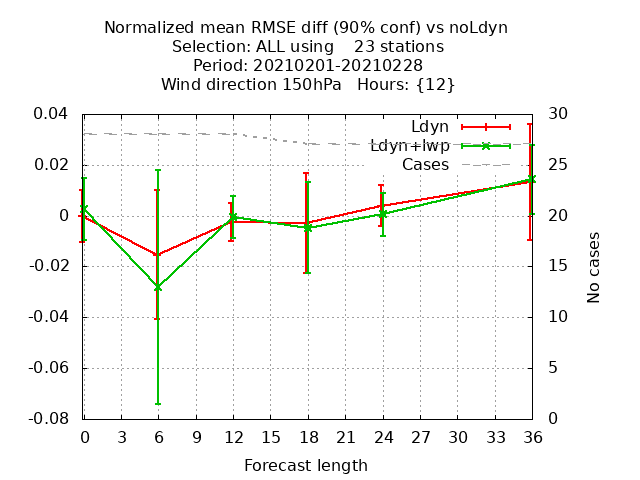 Normalized mean RMSE diff (90% conf) vs noLdyn
Selection: ALL using    23 stations
Period: 20210201-20210228
Wind direction 150hPa   Hours: {12}
0.04
0.02
0
-0.02
-0.04
-0.06
-0.08
30
25
20
15
10
5
0
Ldyn
Ldyn+lwp
Cases
No cases
0 3 6 9 12 15 18 21 24 27 30 33 36
Forecast length